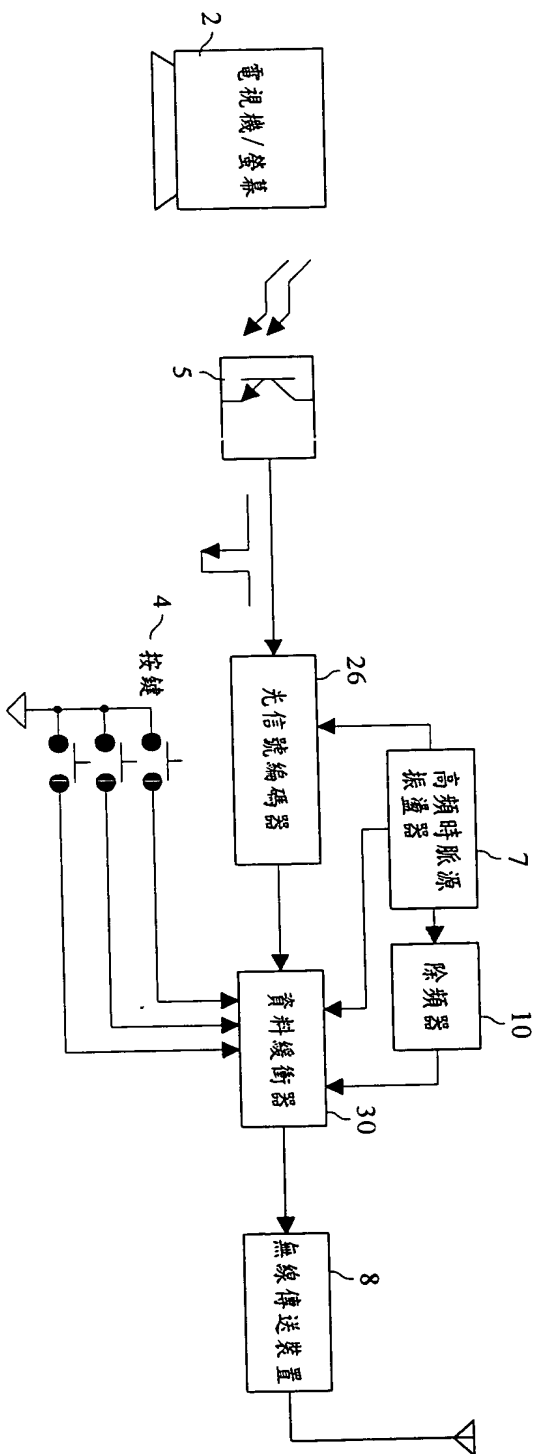 2
電視機/螢幕
5
4
按鍵
26
光信號編碼器
高頻時脈源
振盪器
7
除頻器
10
資料緩衝器
30
無線傳送裝置
8